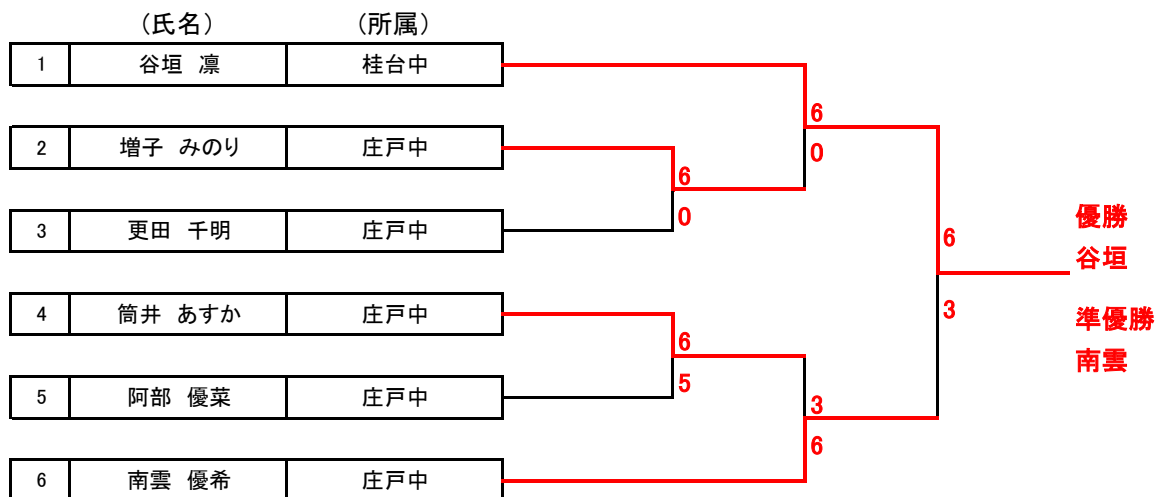 （氏名） （所属）
1 谷垣 凛 桂台中
2 増子 みのり 庄戸中
3 更田 千明 庄戸中
4 筒井 あすか 庄戸中
5 阿部 優菜 庄戸中
6 南雲 優希 庄戸中
6
0
6
0
6
5
3
6
6
3
優勝
谷垣
準優勝
南雲